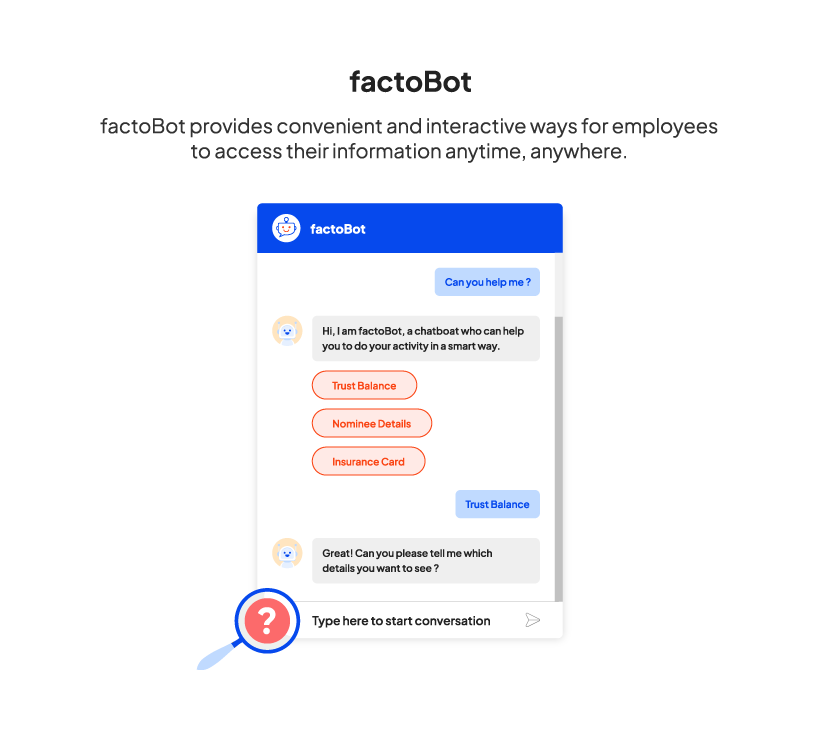 factoBot
factoBot provides convenient and interactive ways for employees
to access their information anytime, anywhere.
factoBot
Can you help me ?
Hi, I am factoBot, a chatboat who can help
you to do your activity in a smart way.
Trust Balance
Nominee Details
Insurance Card
Trust Balance
Great! Can you please tell me which
details you want to see ?
?
Type here to start conversation